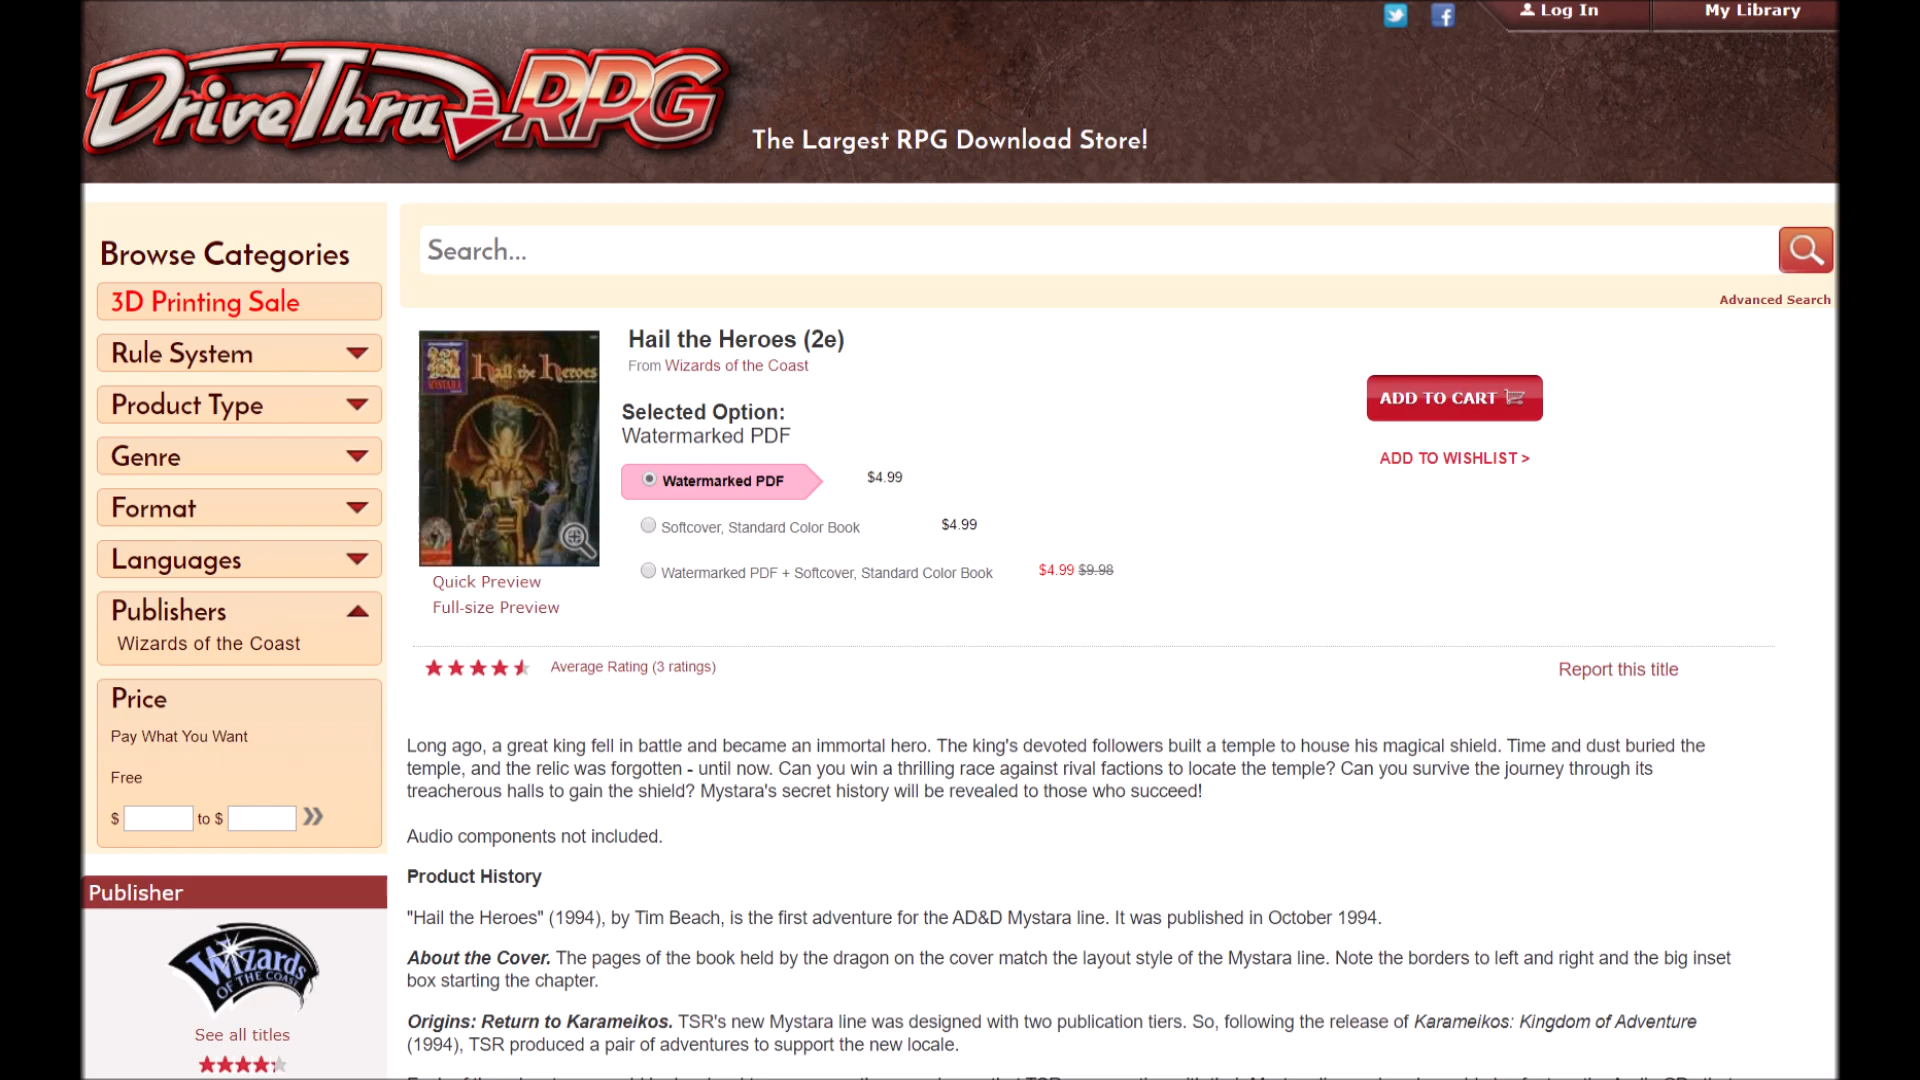 Log In
My Library
DriveThruRPG
The Largest RPG Download Store!
Browse Categories
3D Printing Sale
Rule System
Product Type
Genre
Format
Languages
Publishers
Wizards of the Coast
Price
Pay What You Want
Free
$ to $ »
Publisher
Wizards
OF THE COAST
See all titles
Search...
Advanced Search
MYSTARA
Hail the Heroes
Quick Preview
Full-size Preview
Hail the Heroes (2e)
From Wizards of the Coast
Selected Option:
Watermarked PDF
Watermarked PDF $4.99
Softcover, Standard Color Book $4.99
Watermarked PDF + Softcover, Standard Color Book $4.99 $9.98
ADD TO CART
ADD TO WISHLIST >
Average Rating (3 ratings)
Report this title
Long ago, a great king fell in battle and became an immortal hero. The king's devoted followers built a temple to house his magical shield. Time and dust buried the
temple, and the relic was forgotten - until now. Can you win a thrilling race against rival factions to locate the temple? Can you survive the journey through its
treacherous halls to gain the shield? Mystara's secret history will be revealed to those who succeed!
Audio components not included.
Product History
"Hail the Heroes" (1994), by Tim Beach, is the first adventure for the AD&D Mystara line. It was published in October 1994.
About the Cover. The pages of the book held by the dragon on the cover match the layout style of the Mystara line. Note the borders to left and right and the big inset
box starting the chapter.
Origins: Return to Karameikos. TSR's new Mystara line was designed with two publication tiers. So, following the release of Karameikos: Kingdom of Adventure
(1994), TSR produced a pair of adventures to support the new locale.